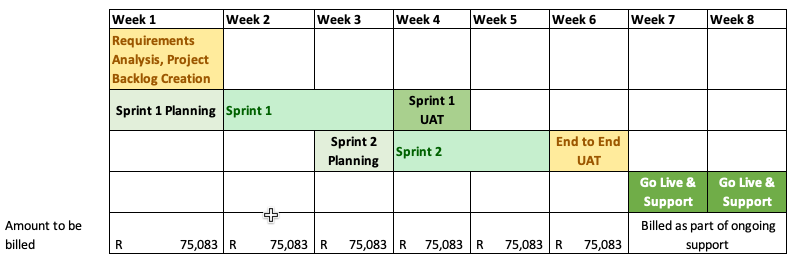 Week 1 Week 2 Week 3 Week 4 Week 5 Week 6 Week 7 Week 8
Requirements
Analysis, Project
Backlog Creation
Sprint 1 Planning Sprint 1 Sprint 1
UAT
Sprint 2
Planning Sprint 2 End to End
UAT
Go Live &
Support Go Live &
Support
Amount to be
billed R 75,083 R 75,083 R 75,083 R 75,083 R 75,083 R 75,083 Billed as part of ongoing
support